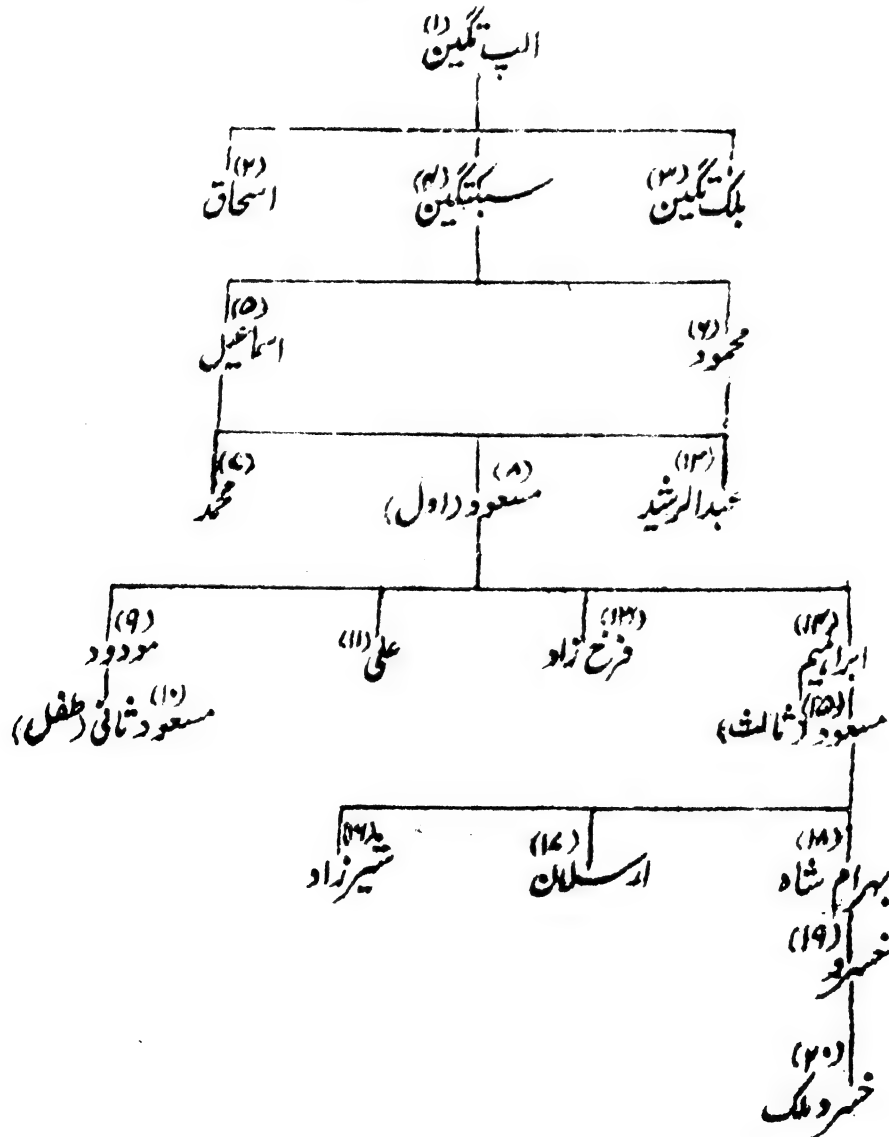 الپ تگین (۱)
بلک تگین (۳) سبکتگین (۴) اسحاق (۲)
محمود (۶) اسماعیل (۵)
عبدالرشید (۱۳) مسعود (اول) (۸) محمد (۷)
ابراہیم (۱۴) فرخ زاد (۱۲) علی (۱۱) مودود (۹)
مسعود (ثالث) (۱۵) مسعود ثانی (طفل) (۱۰)
بہرام شاہ (۱۸) ارسلان (۱۷) شیرزاد (۱۶)
خسرو (۱۹)
خسرو ملک (۲۰)